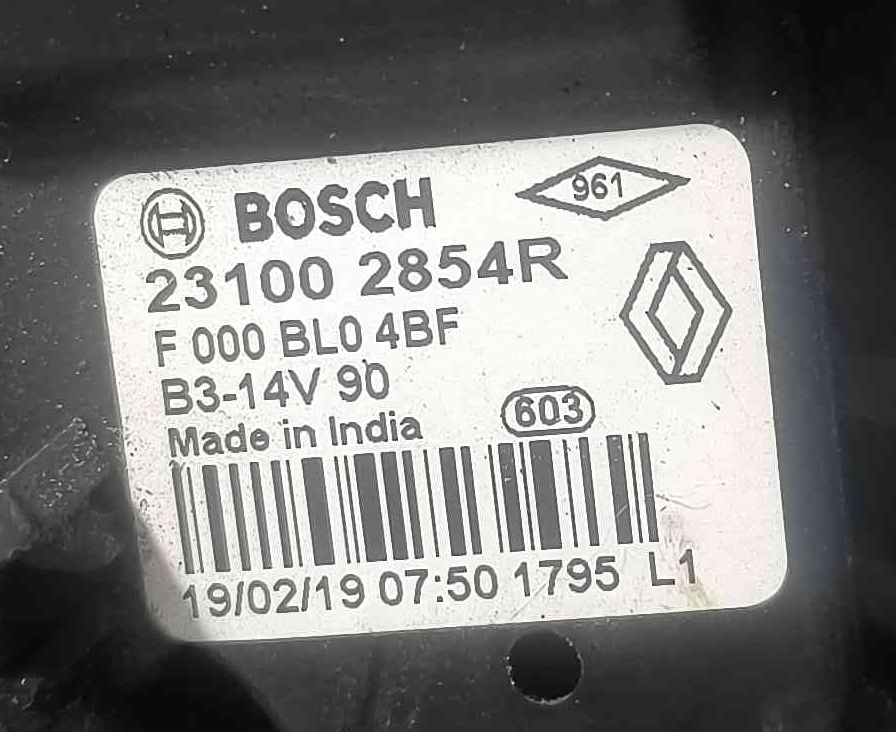 BOSCH 961
23100 2854R
F 000 BL0 4BF
B3-14V 90
Made in India 603
19/02/19 07:50 1795 L1